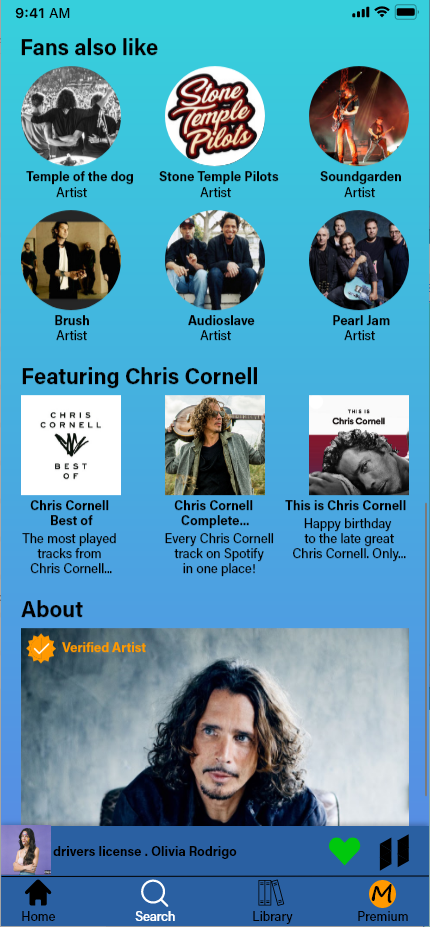 9:41 AM
Fans also like
Stone
Temple
Pilots
Temple of the dog
Stone Temple Pilots
Soundgarden
Artist
Artist
Artist
Brush
Audioslave
Pearl Jam
Artist
Artist
Artist
Featuring Chris Cornell
CHRIS
CORNELL
BEST
OF
THIS IS
Chris Cornell
Chris Cornell
Best of
The most played
tracks from
Chris Cornell...
Chris Cornell
Complete...
Every Chris Cornell
track on Spotify
in one place!
This is Chris Cornell
Happy birthday
to the late great
Chris Cornell. Only...
About
Verified Artist
drivers license . Olivia Rodrigo
M
Home
Search
Library
Premium